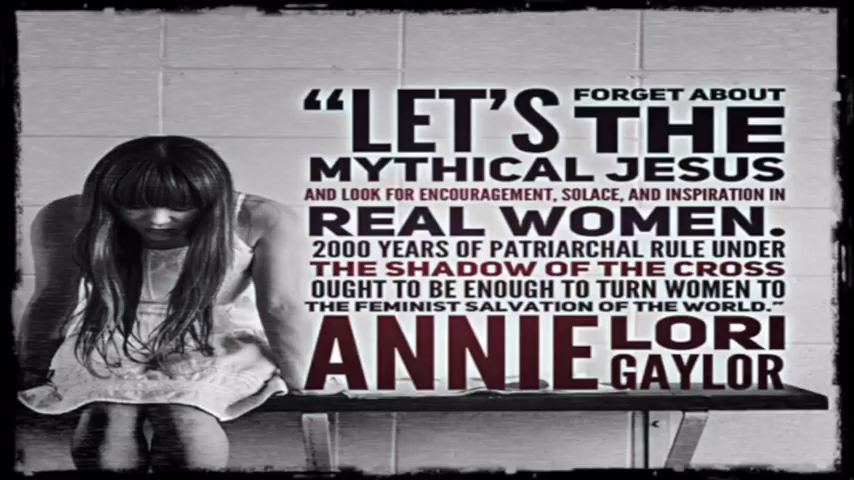 “LET'S FORGET ABOUT
THE
MYTHICAL JESUS
AND LOOK FOR ENCOURAGEMENT, SOLACE, AND INSPIRATION IN
REAL WOMEN.
2000 YEARS OF PATRIARCHAL RULE UNDER
THE SHADOW OF THE CROSS
OUGHT TO BE ENOUGH TO TURN WOMEN TO
THE FEMINIST SALVATION OF THE WORLD.”
ANNIE LORI
GAYLOR